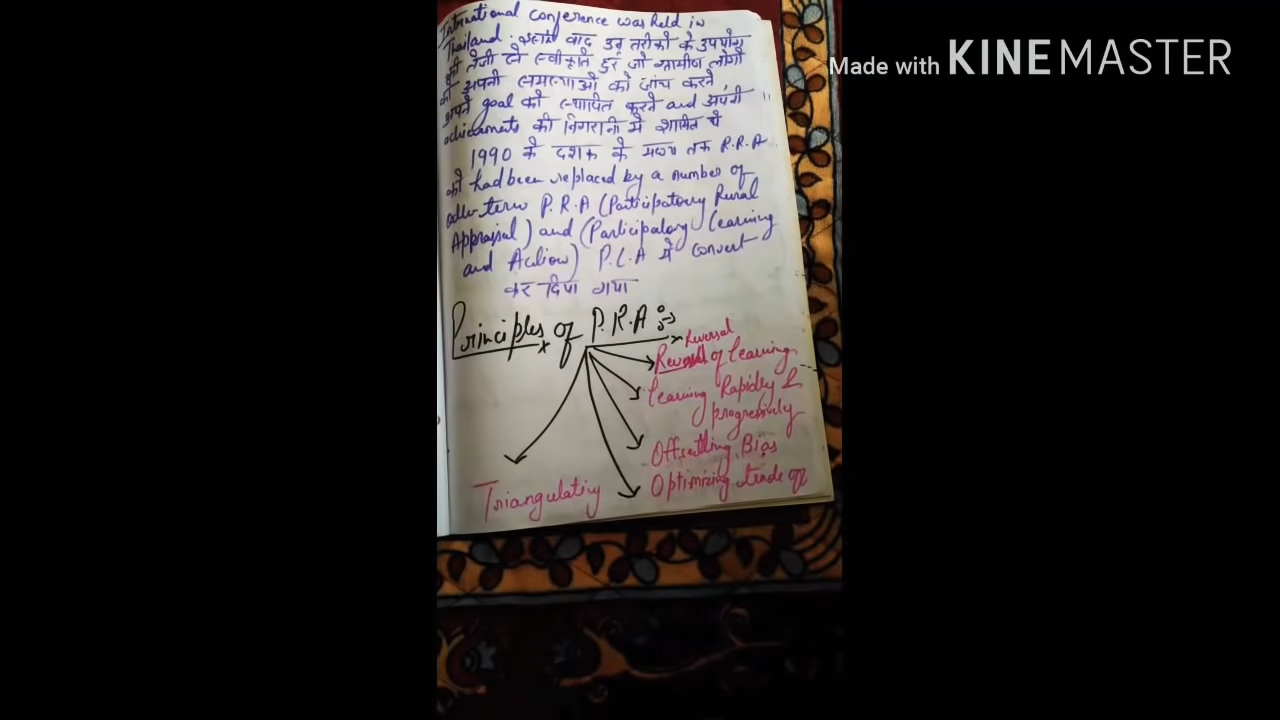 International conference was held in
Thailand. इसके बाद उन तरीको के उपयोग
की तेजी से स्वीकृति हुई जो ग्रामीण लोगो
को अपनी समस्याओ को जांच करने,
अपने goal को स्थापित करने and अपनी
achievements की निगरानी मे शामिल थे
1990 के दशक के मध्य तक R.R.A
को had been replaced by a number of
other term P.R.A (Participatory Rural
Appraisal) and (Participatory Learning
and Action) P.L.A मे convert
कर दिया गया
Principles of P.R.A :-
Reversal
of learning
Learning Rapidly &
progressively
Offsetting Bias
Optimizing trade off
Triangulating
Made with KINEMASTER